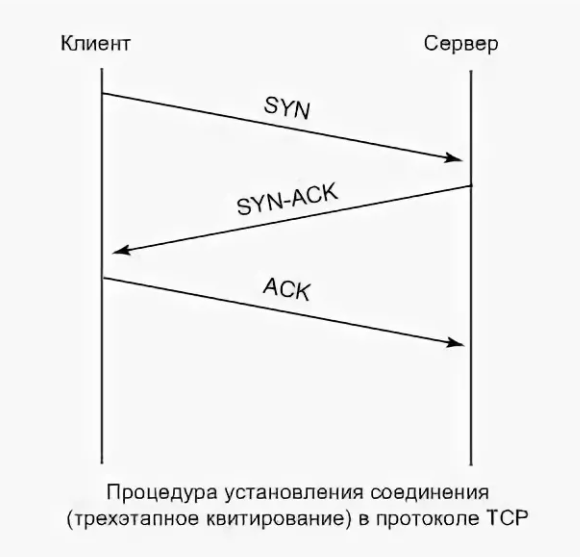 Клиент
Сервер
SYN
SYN-ACK
ACK
Процедура установления соединения
(трехэтапное квитирование) в протоколе TCP